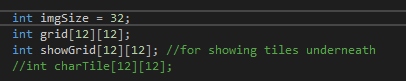 int imgSize = 32;
int grid[12][12];
int showGrid[12][12]; //for showing tiles underneath
//int charTile[12][12];